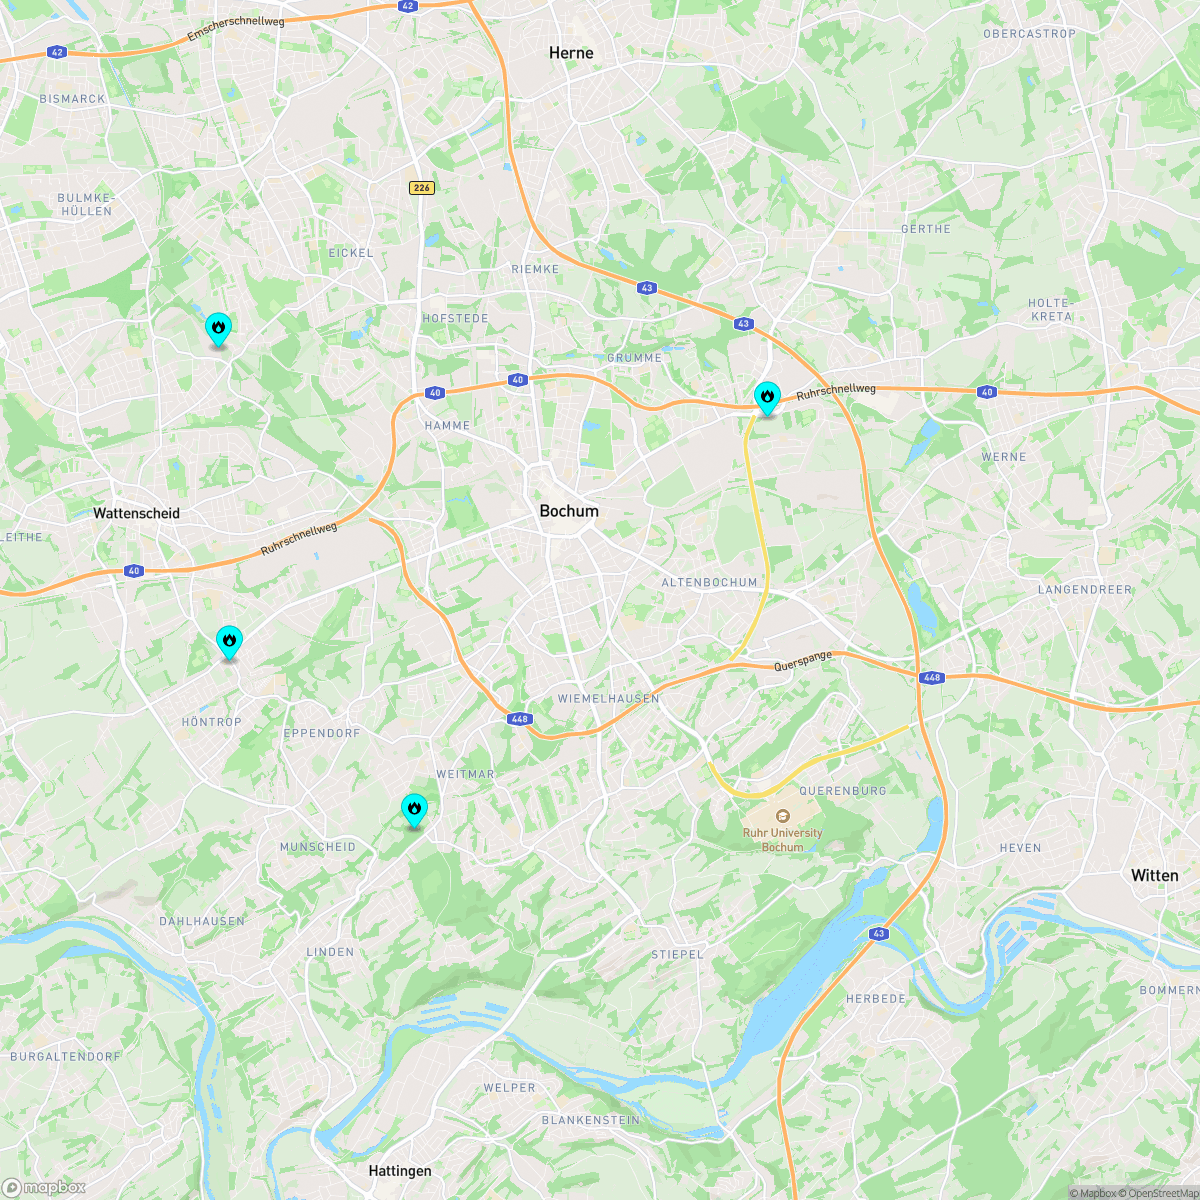 42
Emscherschnellweg
42
Herne
OBERCASTROP
BISMARCK
226
BULMKE-
HÜLLEN
EICKEL
GERTHE
RIEMKE
43
HOLTE-
KRETA
HOFSTEDE
43
GRUMME
40
40
Ruhrschnellweg
40
HAMME
WERNE
Wattenscheid
Bochum
LEITHE
Ruhrschnellweg
40
ALTENBOCHUM
LANGENDREER
Querspange
448
WIEMELHAUSEN
HÖNTROP
448
EPPENDORF
WEITMAR
QUERENBURG
Ruhr University
Bochum
MUNSCHEID
HEVEN
Witten
DAHLHAUSEN
43
LINDEN
STIEPEL
BOMMERN
HERBEDE
BURGALTENDORF
WELPER
BLANKENSTEIN
Hattingen
mapbox
© Mapbox © OpenStreetMap